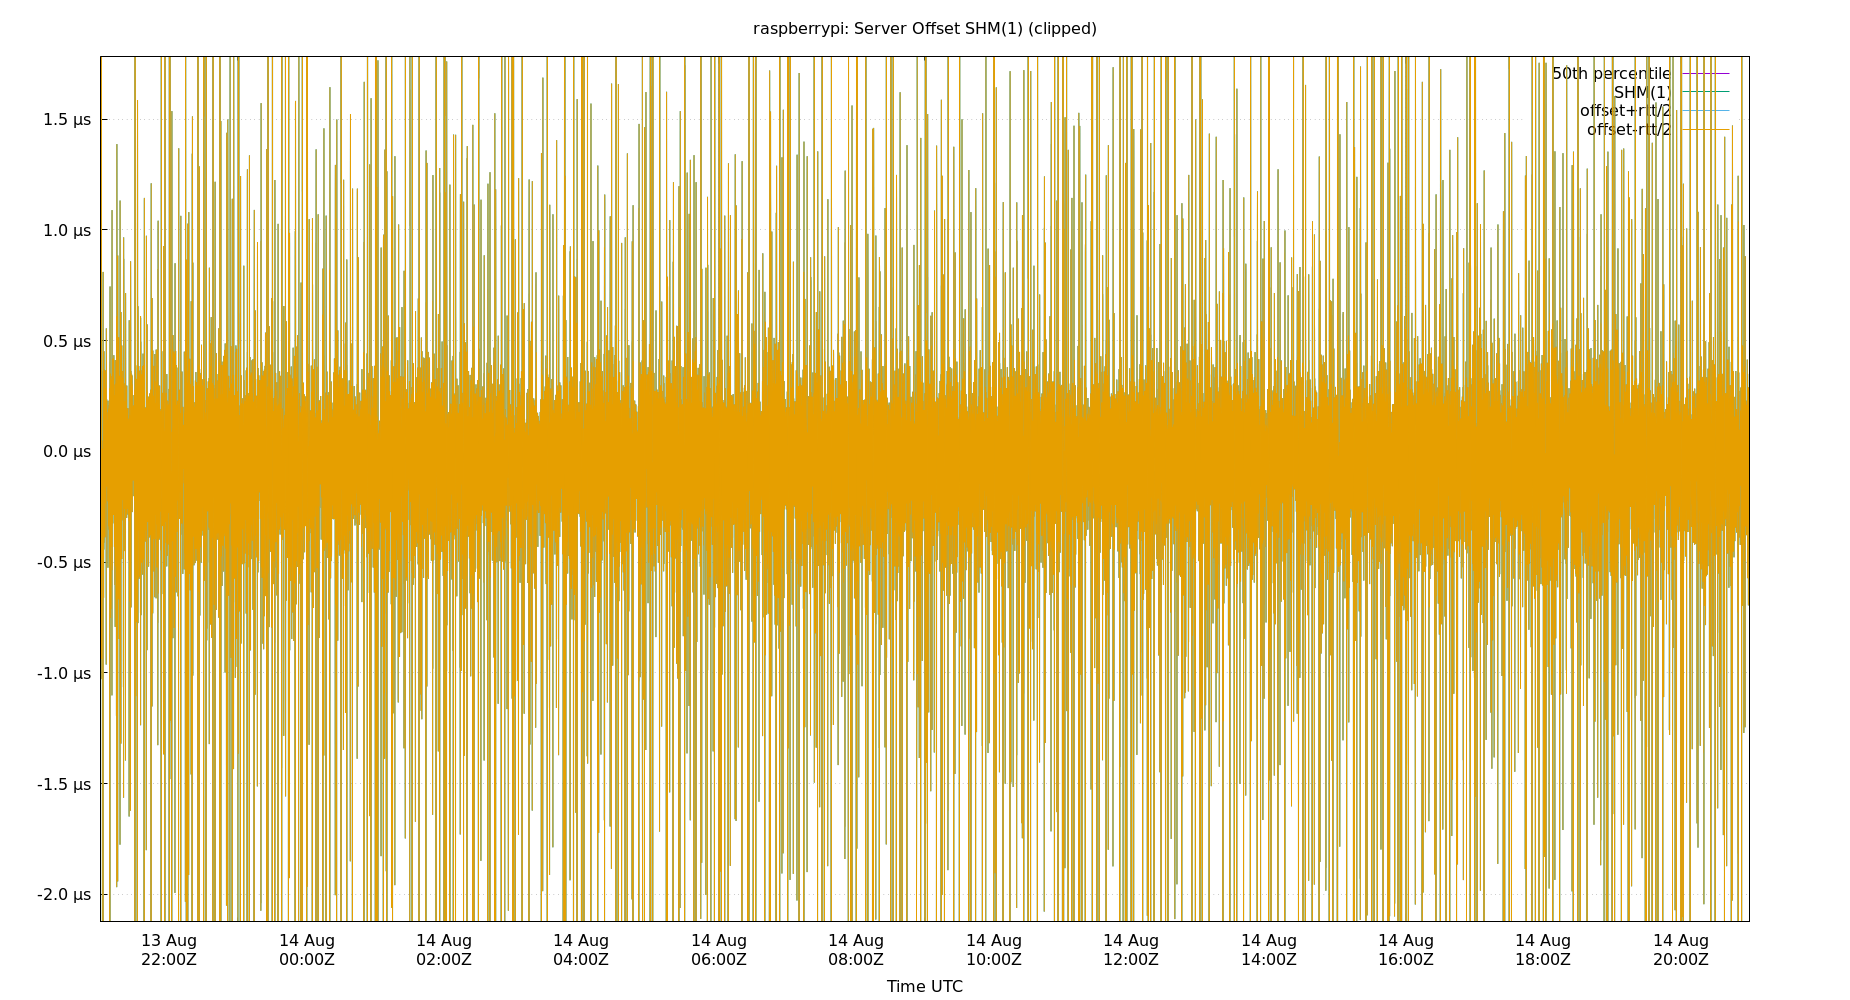 raspberrypi: Server Offset SHM(1) (clipped)
50th percentile
SHM(1)
offset+rtt/2
offset-rtt/2
1.5 µs
1.0 µs
0.5 µs
0.0 µs
-0.5 µs
-1.0 µs
-1.5 µs
-2.0 µs
13 Aug 14 Aug 14 Aug 14 Aug 14 Aug 14 Aug 14 Aug 14 Aug 14 Aug 14 Aug 14 Aug 14 Aug
22:00Z 00:00Z 02:00Z 04:00Z 06:00Z 08:00Z 10:00Z 12:00Z 14:00Z 16:00Z 18:00Z 20:00Z
Time UTC